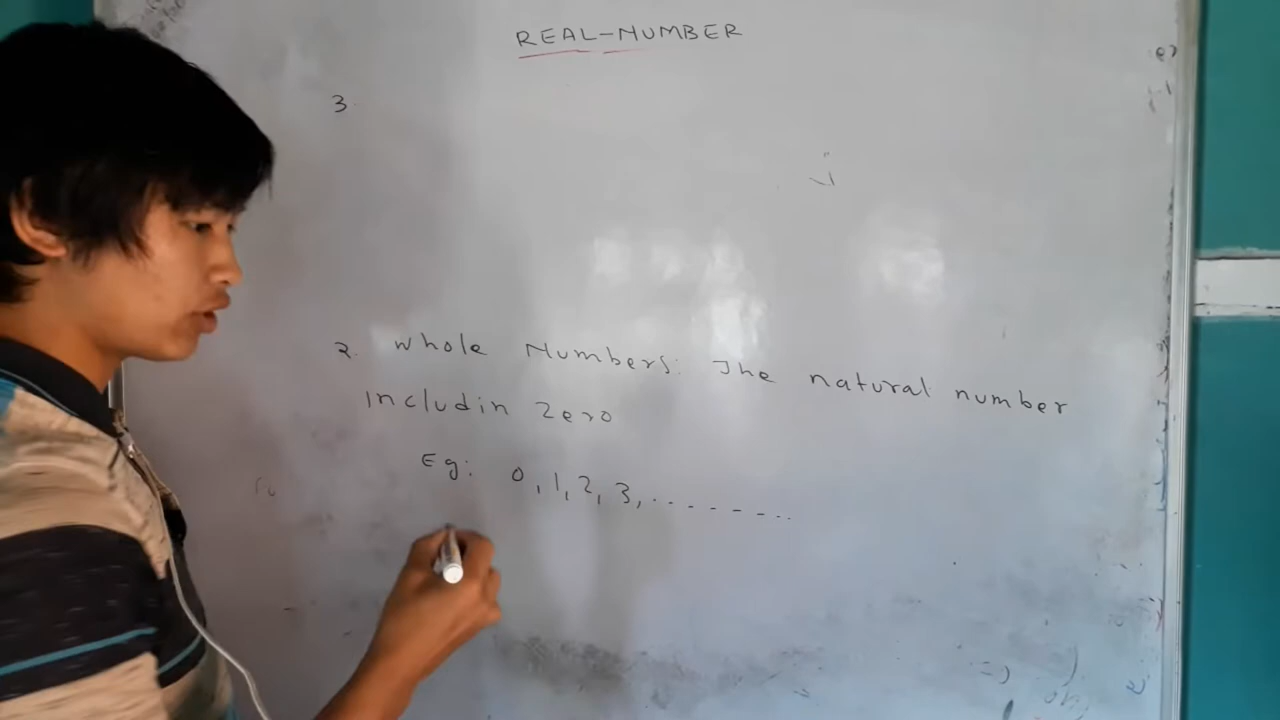 REAL-NUMBER
3.
2. Whole Numbers: The natural number
includin Zero
Eg: 0, 1, 2, 3, .. - - - - - ..